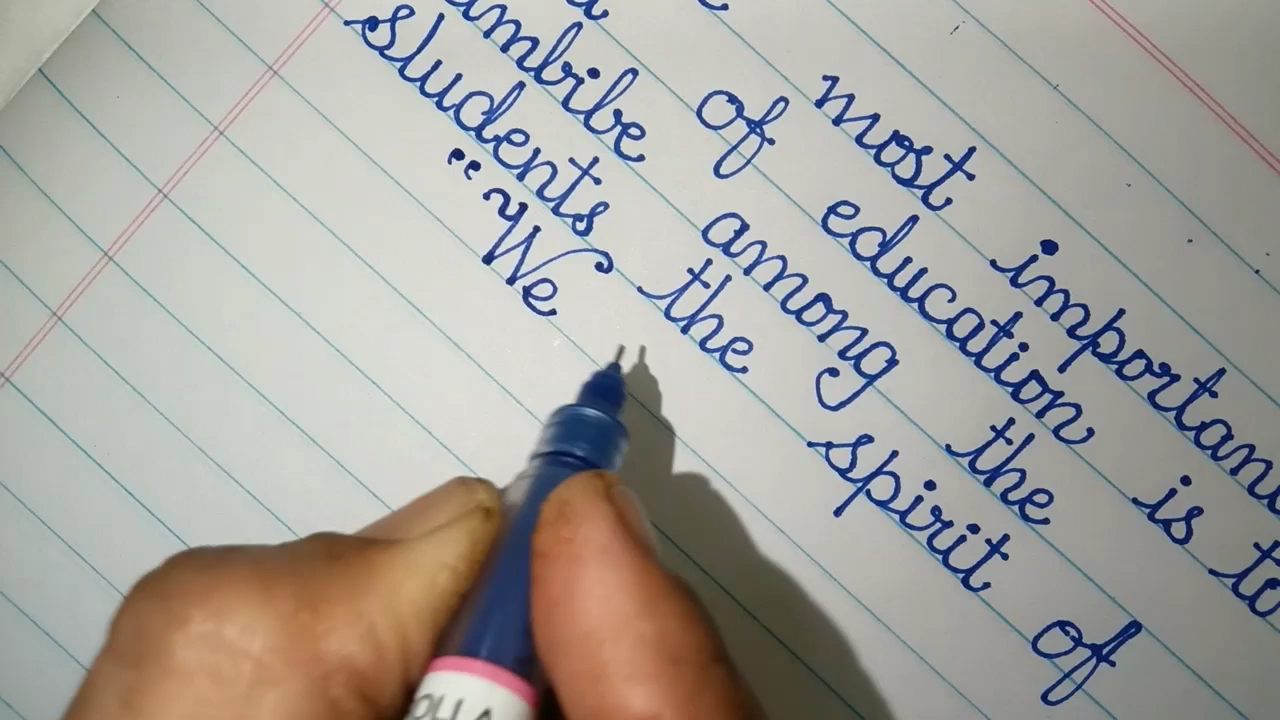 most importan
of education is to
imbibe among the
students the spirit of
"We